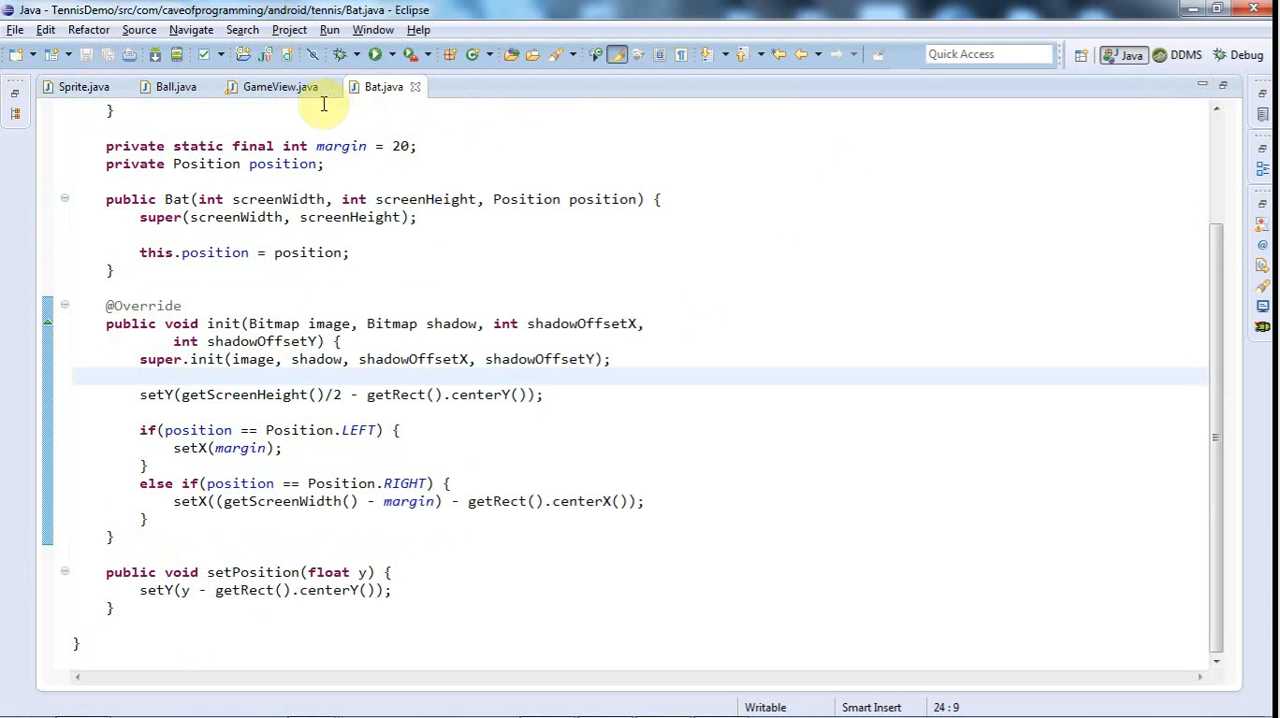 Java - TennisDemo/src/com/caveofprogramming/android/tennis/Bat.java - Eclipse
File Edit Refactor Source Navigate Search Project Run Window Help
Quick Access
Java
DDMS
Debug
Sprite.java
Ball.java
GameView.java
Bat.java
}
private static final int margin = 20;
private Position position;
public Bat(int screenWidth, int screenHeight, Position position) {
super(screenWidth, screenHeight);
this.position = position;
}
@Override
public void init(Bitmap image, Bitmap shadow, int shadowOffsetX,
int shadowOffsetY) {
super.init(image, shadow, shadowOffsetX, shadowOffsetY);
setY(getScreenHeight()/2 - getRect().centerY());
if(position == Position.LEFT) {
setX(margin);
}
else if(position == Position.RIGHT) {
setX((getScreenWidth() - margin) - getRect().centerX());
}
}
public void setPosition(float y) {
setY(y - getRect().centerY());
}
}
Writable
Smart Insert
24 : 9